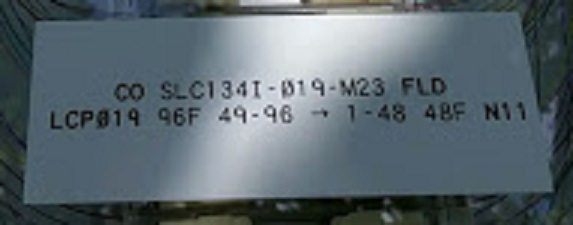 CO SLC134I-Ø19-M23 FLD
LCPØ19 96F 49-96 → 1-48 48F N11